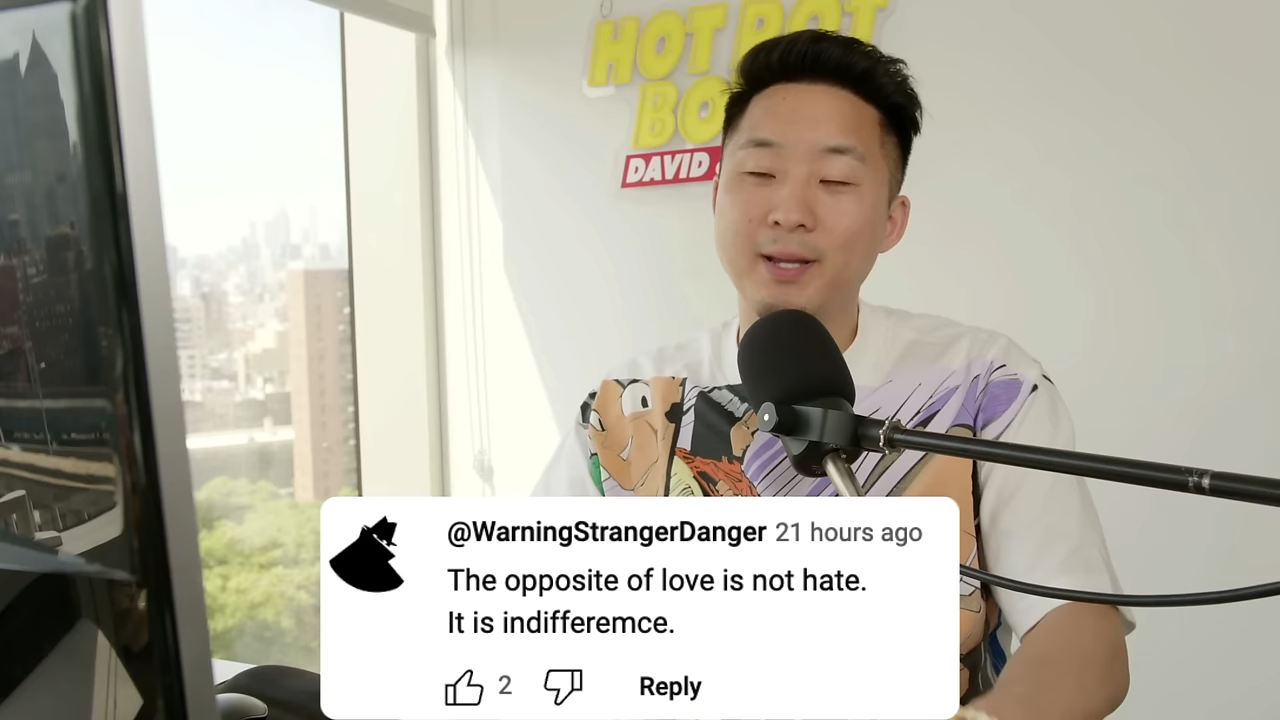 HOT POT
BO
DAVID
@WarningStrangerDanger 21 hours ago
The opposite of love is not hate.
It is indifferemce.
2
Reply